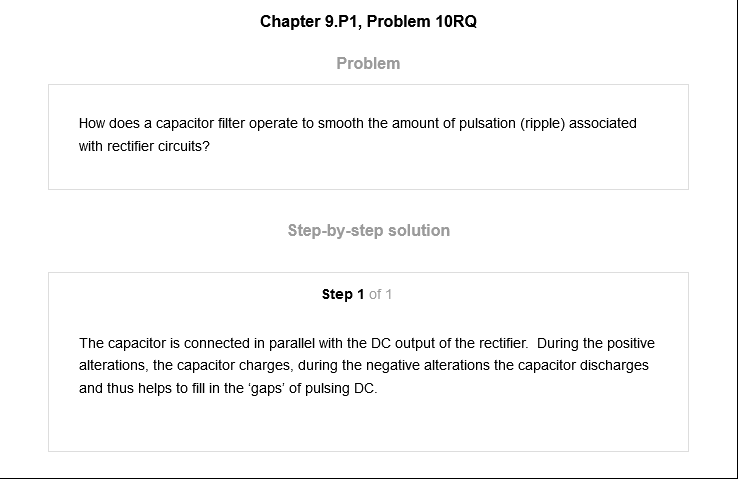 Chapter 9.P1, Problem 10RQ
Problem
How does a capacitor filter operate to smooth the amount of pulsation (ripple) associated
with rectifier circuits?
Step-by-step solution
Step 1 of 1
The capacitor is connected in parallel with the DC output of the rectifier.  During the positive
alterations, the capacitor charges, during the negative alterations the capacitor discharges
and thus helps to fill in the ‘gaps’ of pulsing DC.